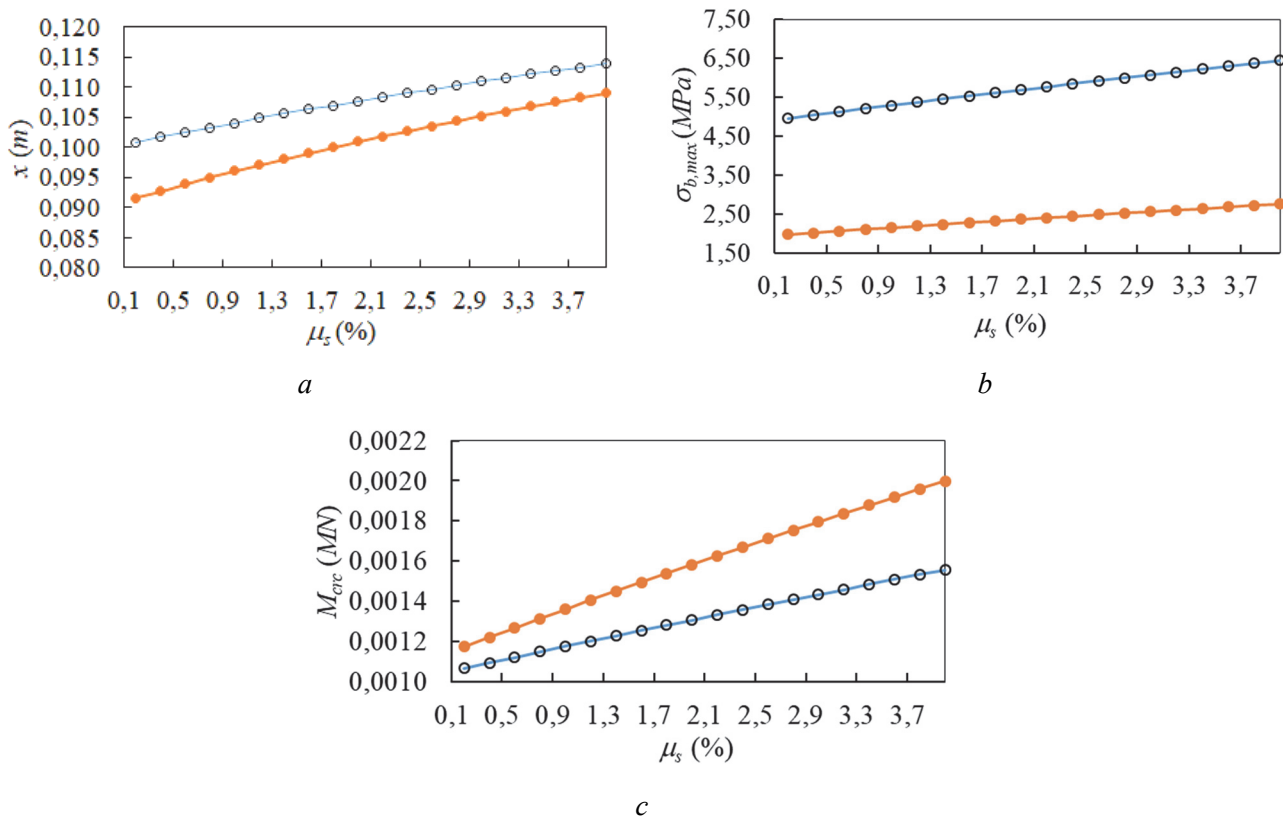 0,120
0,115
0,110
0,105
0,100
0,095
0,090
0,085
0,080
x (m)
0,1 0,5 0,9 1,3 1,7 2,1 2,5 2,9 3,3 3,7
μs (%)
a
7,50
6,50
5,50
4,50
3,50
2,50
1,50
σb,max (MPa)
0,1 0,5 0,9 1,3 1,7 2,1 2,5 2,9 3,3 3,7
μs (%)
b
0,0022
0,0020
0,0018
0,0016
0,0014
0,0012
0,0010
Mcrc (MN)
0,1 0,5 0,9 1,3 1,7 2,1 2,5 2,9 3,3 3,7
μs (%)
c